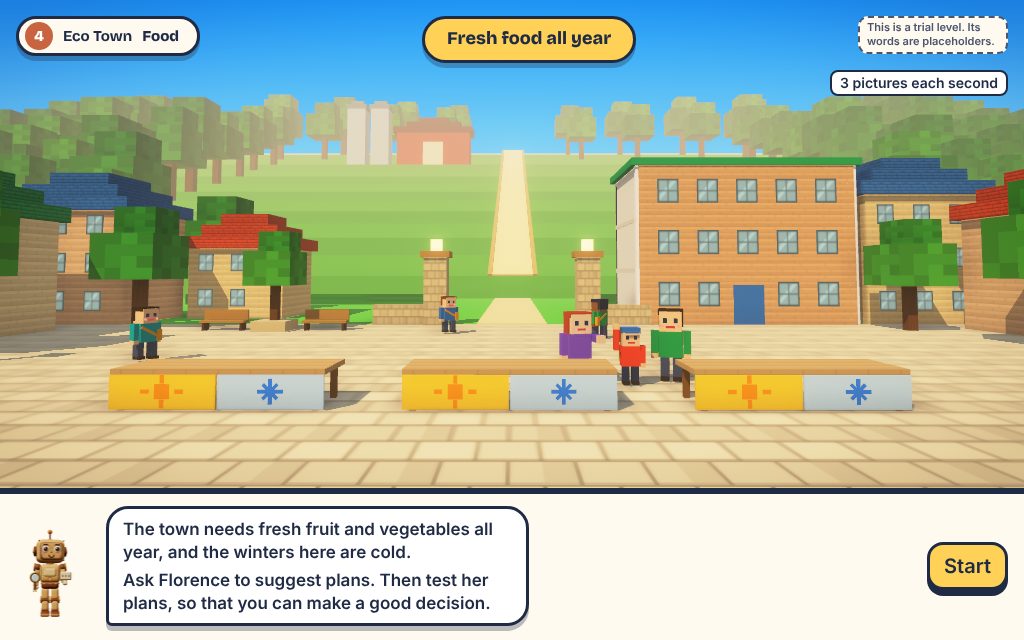 4 Eco Town Food
Fresh food all year
This is a trial level. Its
words are placeholders.
3 pictures each second
The town needs fresh fruit and vegetables all
year, and the winters here are cold.
Ask Florence to suggest plans. Then test her
plans, so that you can make a good decision.
Start